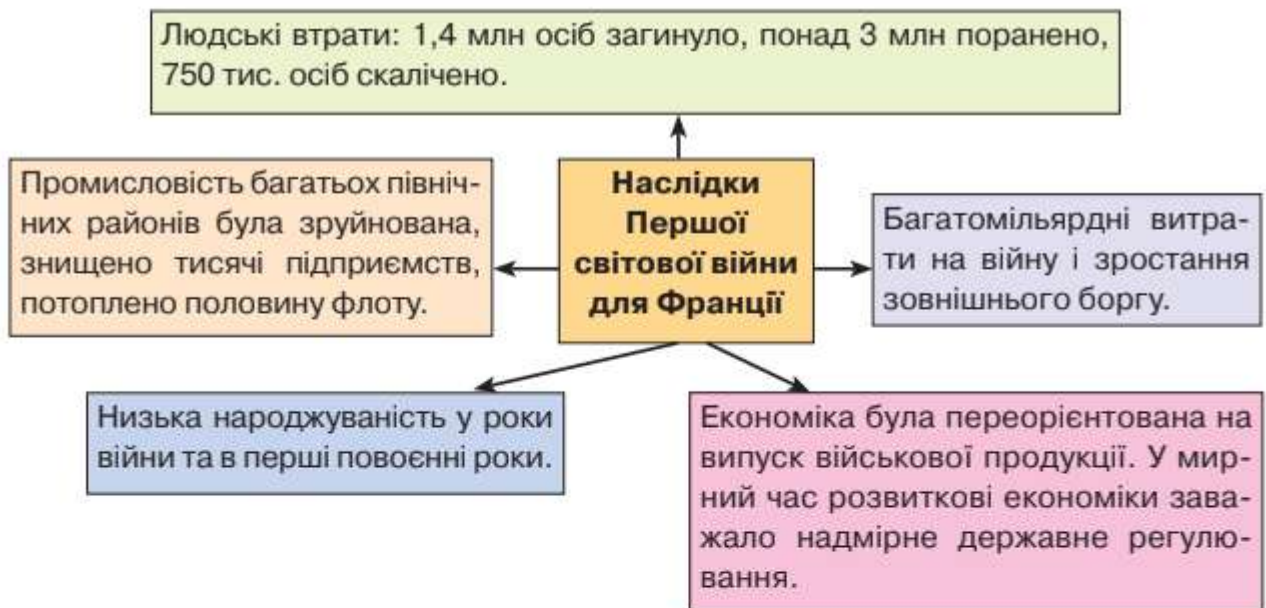 Людські втрати: 1,4 млн осіб загинуло, понад 3 млн поранено,
750 тис. осіб скалічено.
Промисловість багатьох північ-
них районів була зруйнована,
знищено тисячі підприємств,
потоплено половину флоту.
Наслідки
Першої
світової війни
для Франції
Багатомільярдні витра-
ти на війну і зростання
зовнішнього боргу.
Низька народжуваність у роки
війни та в перші повоєнні роки.
Економіка була переорієнтована на
випуск військової продукції. У мир-
ний час розвиткові економіки зава-
жало надмірне державне регулю-
вання.